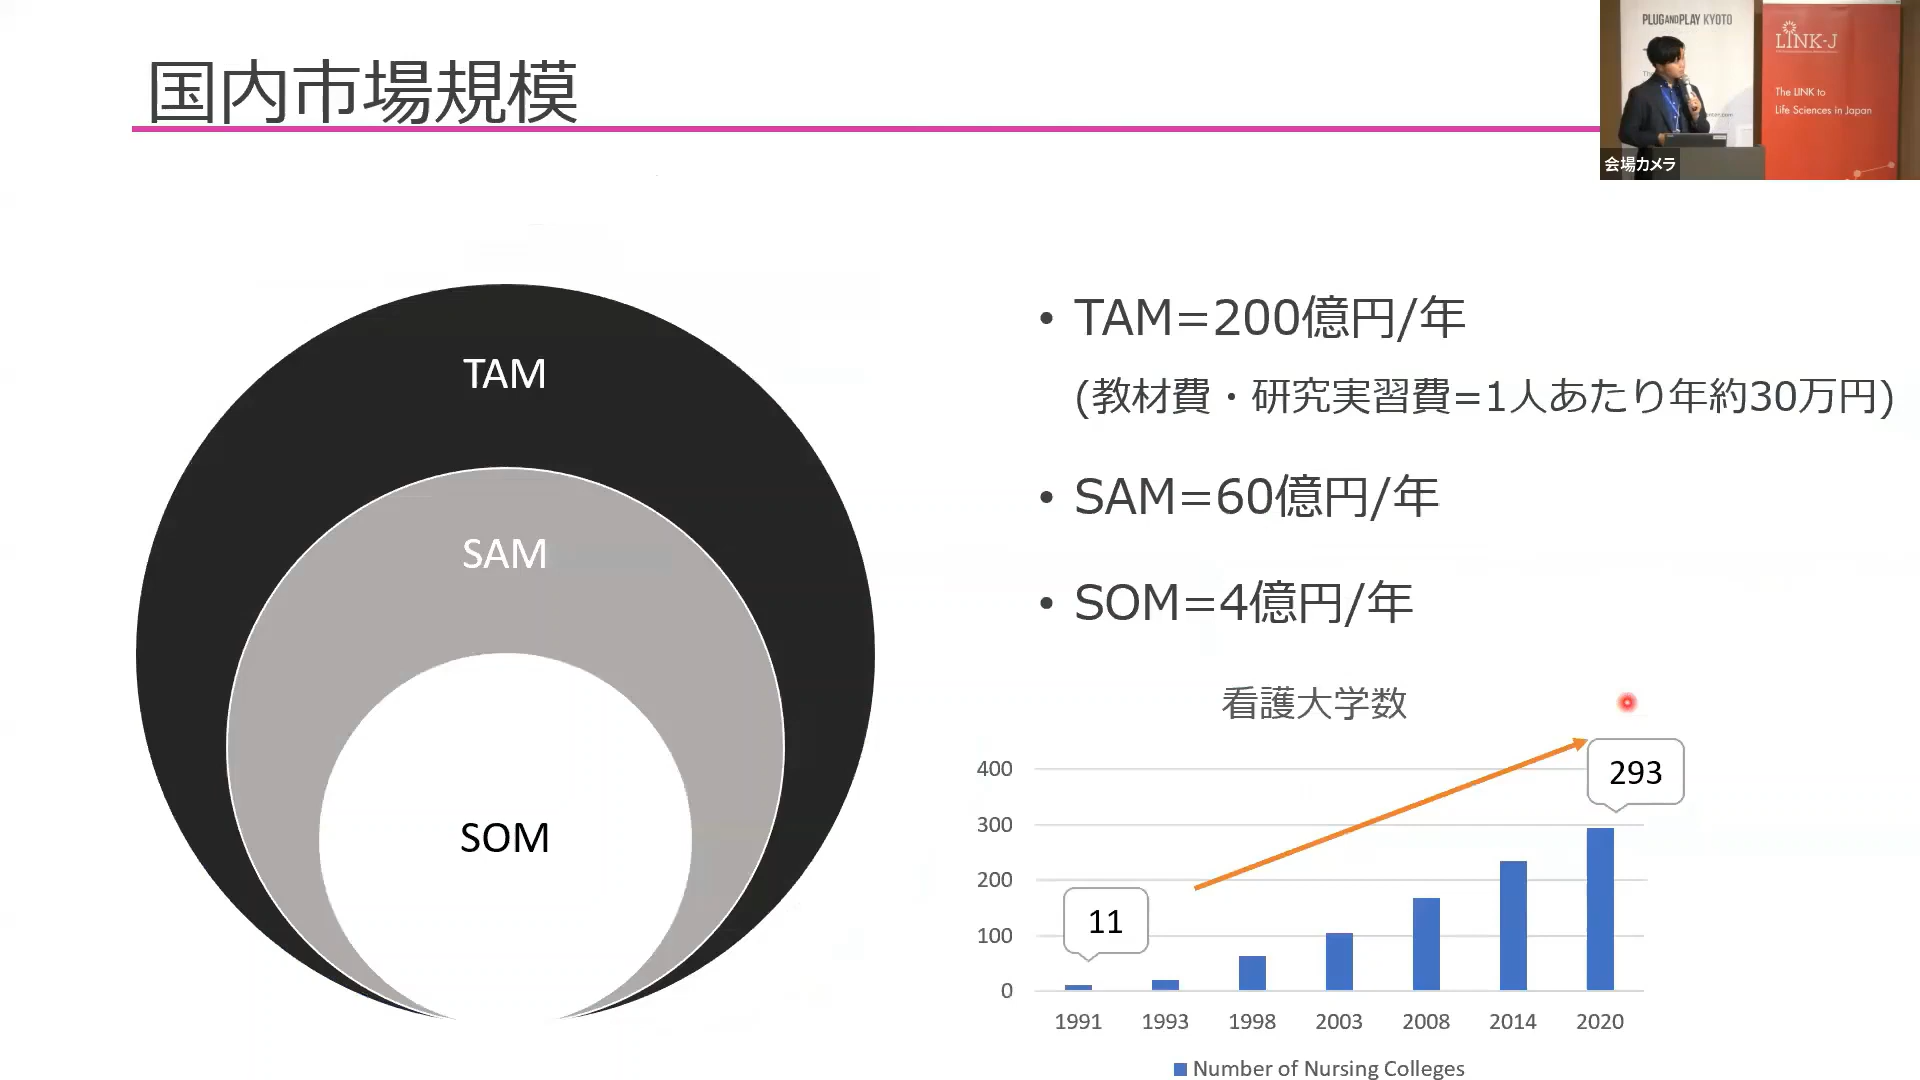 国内市場規模
PLUGANDPLAY KYOTO
LINK-J
The LINK to
Life Sciences in Japan
会場カメラ
TAM
SAM
SOM
• TAM=200億円/年
(教材費・研究実習費=1人あたり年約30万円)
• SAM=60億円/年
• SOM=4億円/年
看護大学数
400
300
200
100
0
11
293
1991 1993 1998 2003 2008 2014 2020
Number of Nursing Colleges